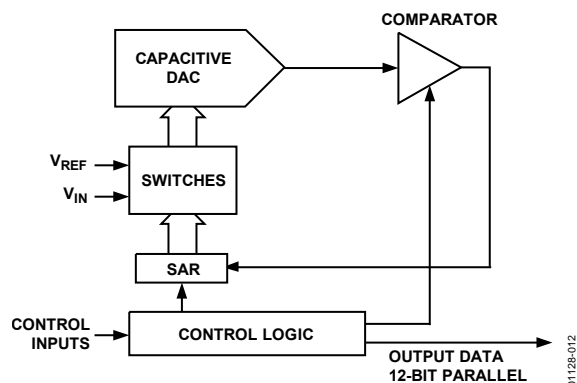 COMPARATOR
CAPACITIVE
DAC
VREF
VIN
SWITCHES
SAR
CONTROL
INPUTS
CONTROL LOGIC
OUTPUT DATA
12-BIT PARALLEL